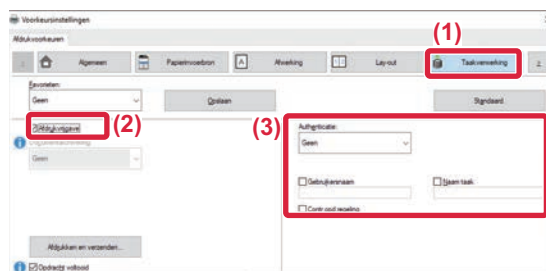 Voorkeursinstellingen
Afdrukvoorkeuren
(1)
Algemeen Papierinvoerbron Afwerking Lay-out Taakverwerking
Favorieten:
Geen Opslaan Standaard
Afdrukvrijgave (2) (3) Authenticatie:
Geen
Geen
Gebruikersnaam Naam taak
Afdrukken en verzenden...
Opdracht voltooid